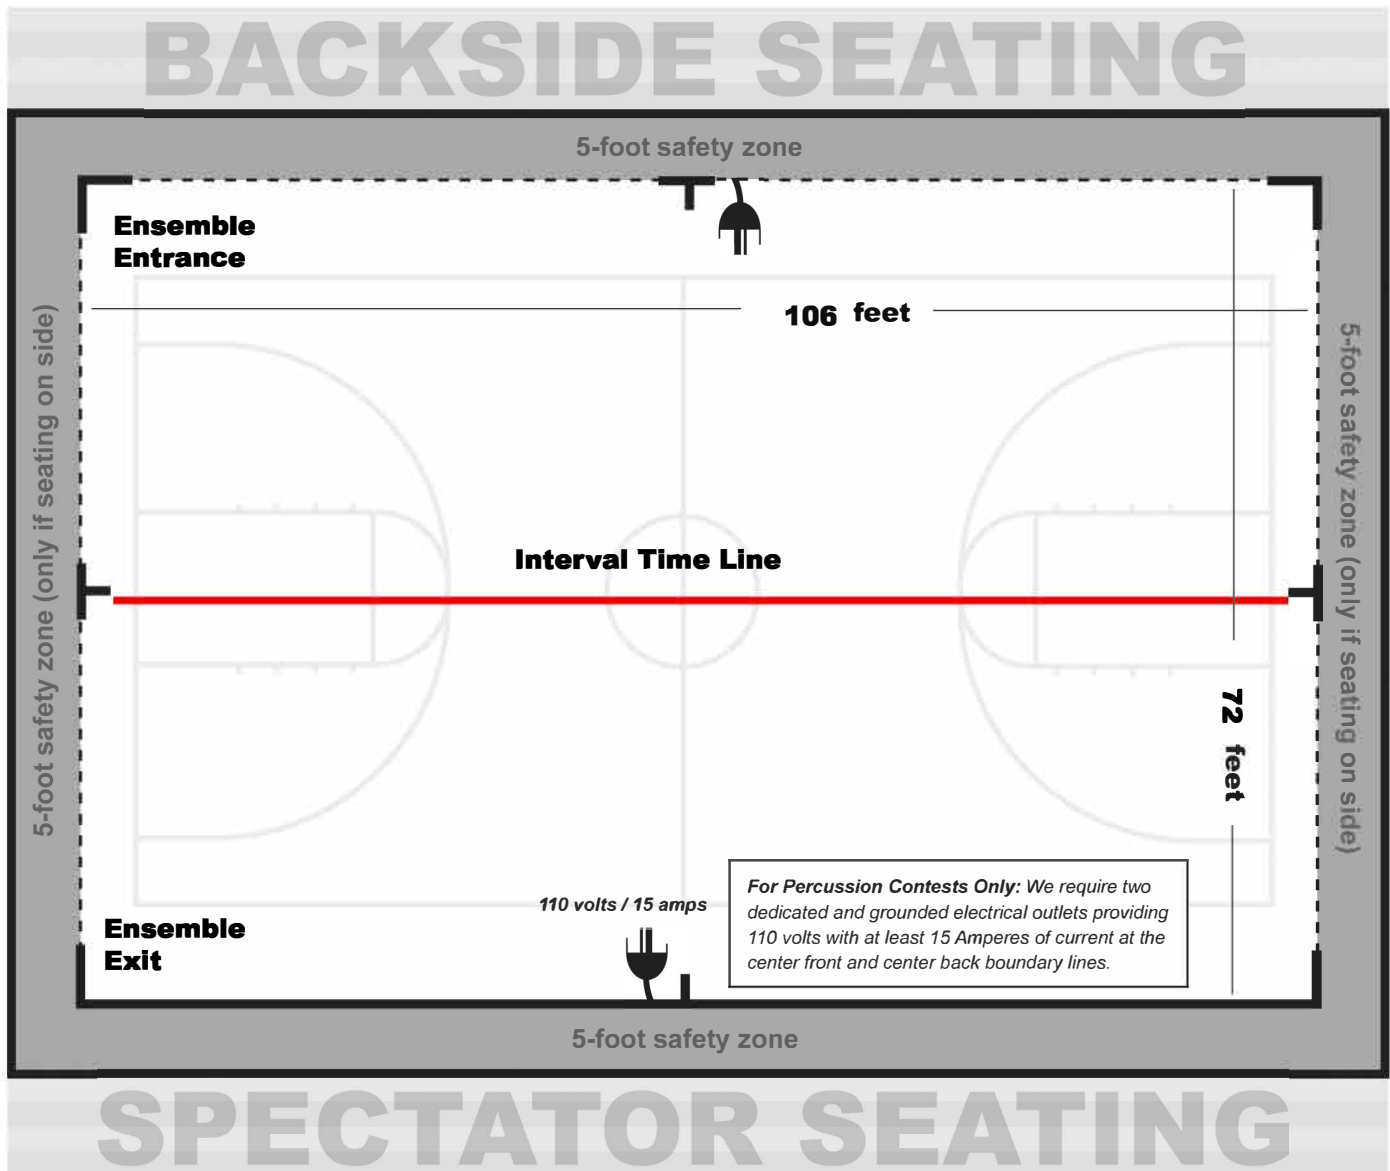 BACKSIDE SEATING
5-foot safety zone
Ensemble
Entrance
106 feet
5-foot safety zone (only if seating on side)
5-foot safety zone (only if seating on side)
Interval Time Line
72 feet
110 volts / 15 amps
For Percussion Contests Only: We require two
dedicated and grounded electrical outlets providing
110 volts with at least 15 Amperes of current at the
center front and center back boundary lines.
Ensemble
Exit
5-foot safety zone
SPECTATOR SEATING